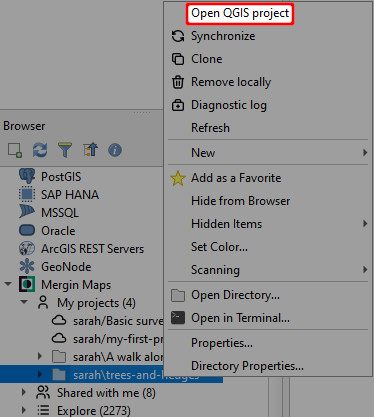 Open QGIS project
Synchronize
Clone
Remove locally
Diagnostic log
Refresh
New
Add as a Favorite
Hide from Browser
Hidden Items
Set Color...
Scanning
Open Directory...
Open in Terminal...
Properties...
Directory Properties...
Browser
PostGIS
SAP HANA
MSSQL
Oracle
ArcGIS REST Servers
GeoNode
Mergin Maps
My projects (4)
sarah/Basic surve
sarah/my-first-pr
sarah\A walk alon
sarah\trees-and-hedges
Shared with me (8)
Explore (2273)